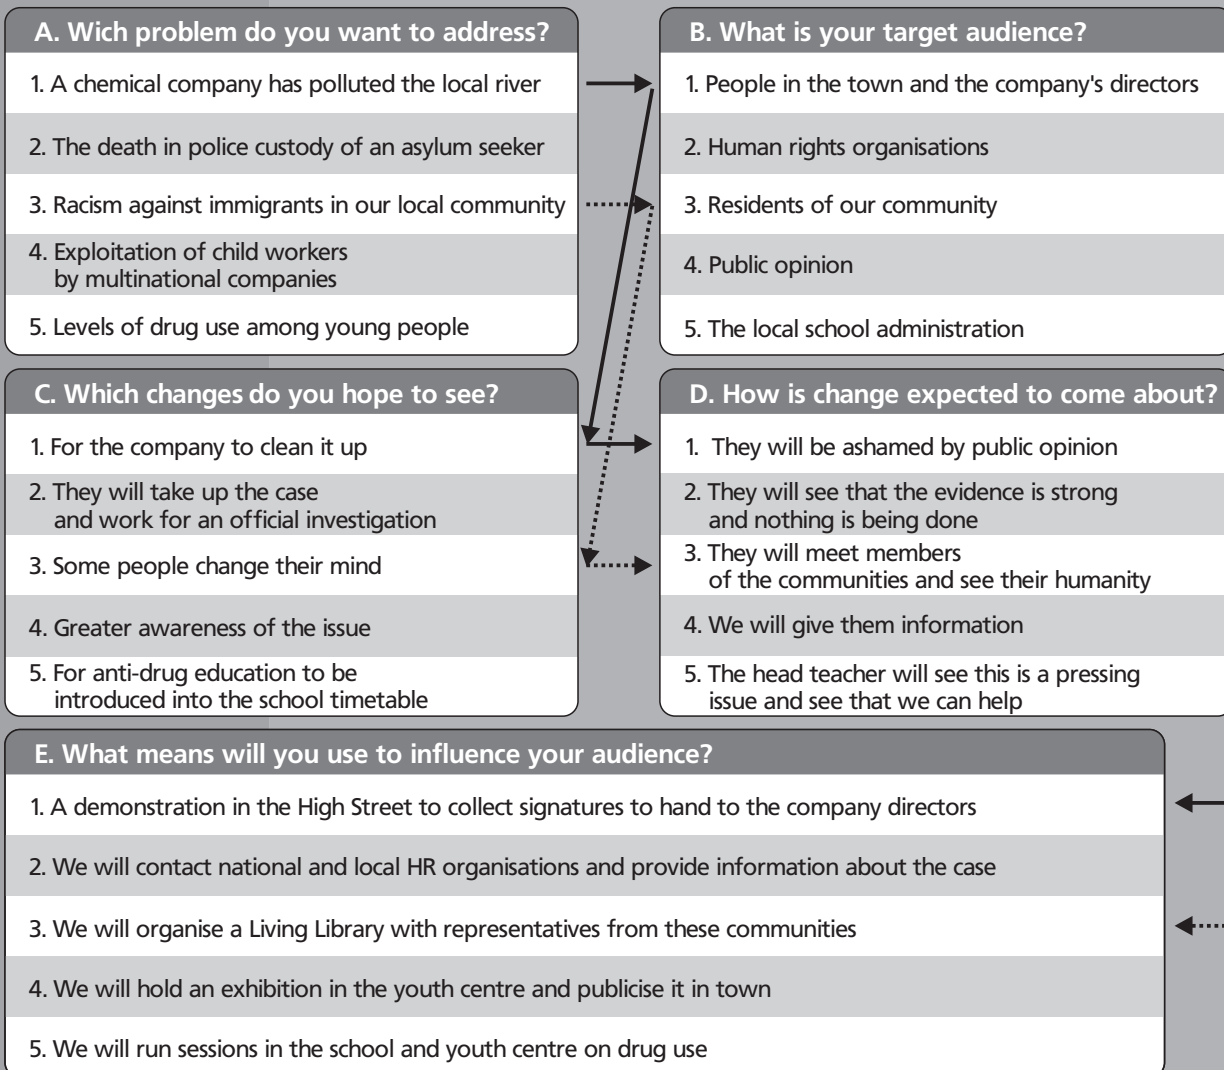 A. Wich problem do you want to address?
1. A chemical company has polluted the local river
2. The death in police custody of an asylum seeker
3. Racism against immigrants in our local community
4. Exploitation of child workers
by multinational companies
5. Levels of drug use among young people
B. What is your target audience?
1. People in the town and the company's directors
2. Human rights organisations
3. Residents of our community
4. Public opinion
5. The local school administration
C. Which changes do you hope to see?
1. For the company to clean it up
2. They will take up the case
and work for an official investigation
3. Some people change their mind
4. Greater awareness of the issue
5. For anti-drug education to be
introduced into the school timetable
D. How is change expected to come about?
1. They will be ashamed by public opinion
2. They will see that the evidence is strong
and nothing is being done
3. They will meet members
of the communities and see their humanity
4. We will give them information
5. The head teacher will see this is a pressing
issue and see that we can help
E. What means will you use to influence your audience?
1. A demonstration in the High Street to collect signatures to hand to the company directors
2. We will contact national and local HR organisations and provide information about the case
3. We will organise a Living Library with representatives from these communities
4. We will hold an exhibition in the youth centre and publicise it in town
5. We will run sessions in the school and youth centre on drug use